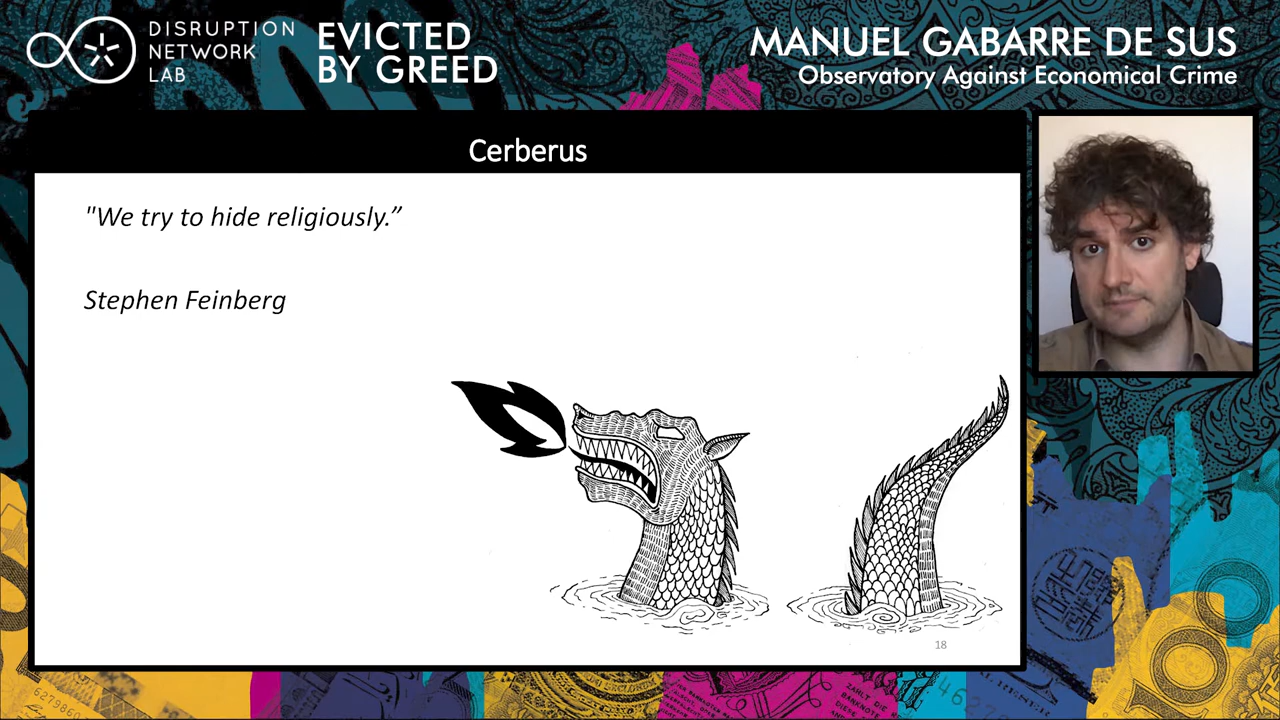 DISRUPTION
NETWORK
LAB
EVICTED
BY GREED
MANUEL GABARRE DE SUS
Observatory Against Economical Crime
Cerberus
"We try to hide religiously.”
Stephen Feinberg
18